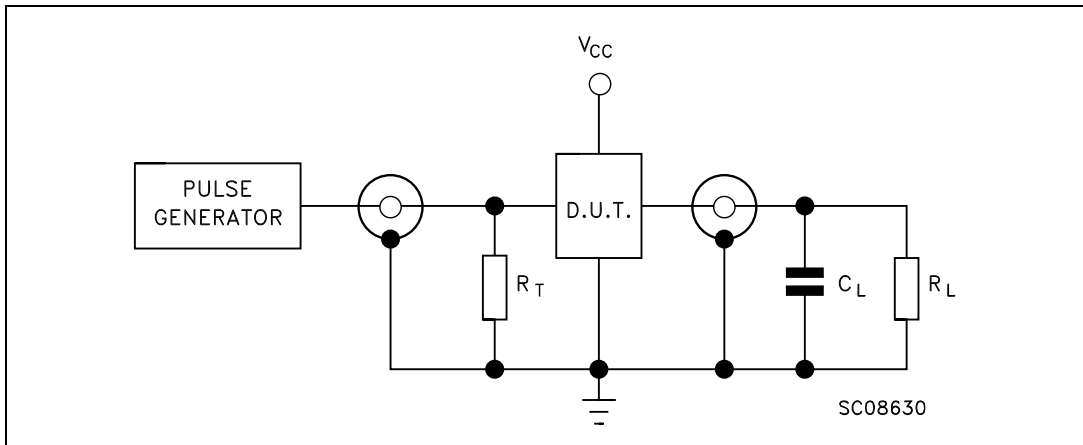 VCC
PULSE
GENERATOR
D.U.T.
RT
CL
RL
SC08630